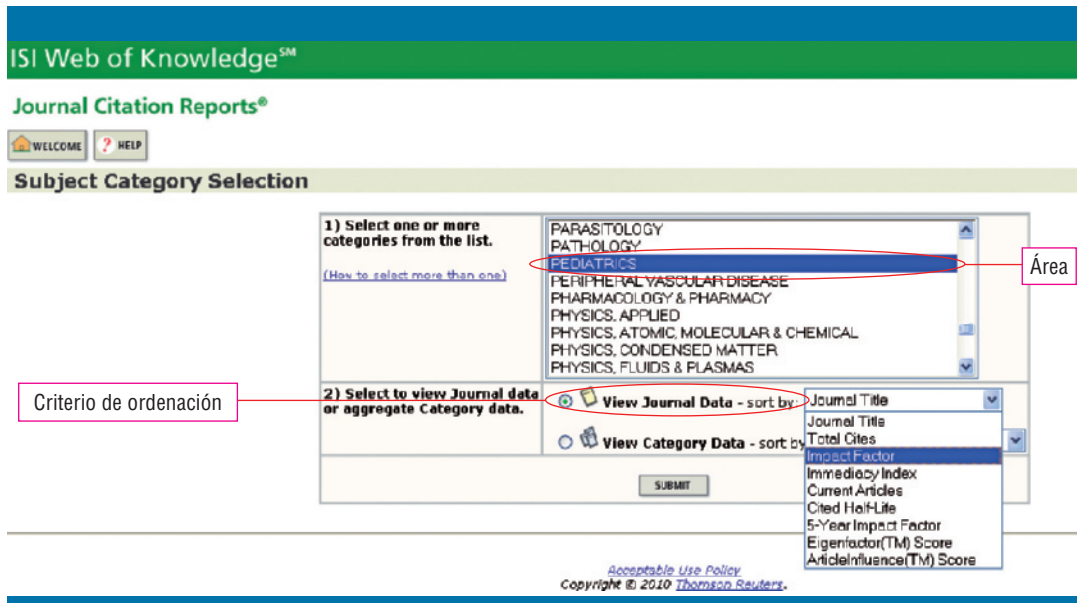 ISI Web of Knowledge℠
Journal Citation Reports®
WELCOME
? HELP
Subject Category Selection
1) Select one or more
categories from the list.
(How to select more than one)
PARASITOLOGY
PATHOLOGY
PEDIATRICS
PERIPHERAL VASCULAR DISEASE
PHARMACOLOGY & PHARMACY
PHYSICS, APPLIED
PHYSICS, ATOMIC, MOLECULAR & CHEMICAL
PHYSICS, CONDENSED MATTER
PHYSICS, FLUIDS & PLASMAS
Área
Criterio de ordenación
2) Select to view Journal data
or aggregate Category data.
View Journal Data - sort by:
Journal Title
View Category Data - sort by
Journal Title
Total Cites
Impact Factor
Immediacy Index
Current Articles
Cited Half-Life
5-Year Impact Factor
Eigenfactor(TM) Score
ArticleInfluence(TM) Score
SUBMIT
Acceptable Use Policy
Copyright © 2010 Thomson Reuters.